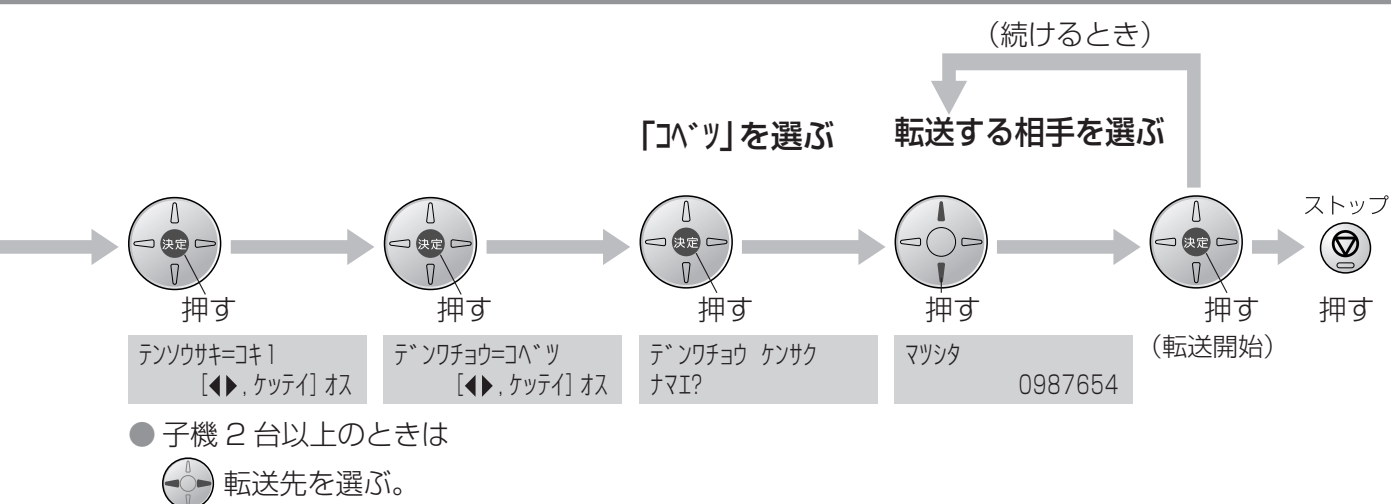 （続けるとき）
「ｺﾍﾞﾂ」を選ぶ
転送する相手を選ぶ
ストップ
決定
決定
決定
決定
押す
押す
押す
押す
押す
押す
（転送開始）
ﾃﾝｿｳｻｷ=ｺｷ1
[◀▶, ｹｯﾃｲ] ｵｽ
ﾃﾞﾝﾜﾁｮｳ=ｺﾍﾞﾂ
[◀▶, ｹｯﾃｲ] ｵｽ
ﾃﾞﾝﾜﾁｮｳ ｹﾝｻｸ
ﾅﾏｴ?
ﾏﾂｼﾀ
0987654
● 子機 2 台以上のときは
転送先を選ぶ。